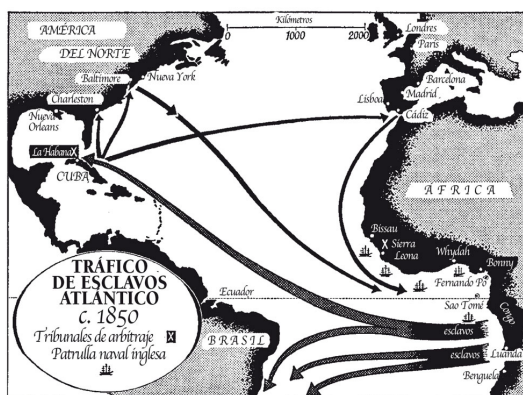 Kilómetros
0 1000 2000
AMÉRICA
DEL NORTE
Londres
París
Baltimore
Nueva York
Barcelona
Madrid
Lisboa
Cádiz
Charleston
Nueva
Orleans
La Habana X
CUBA
AFRICA
Bissau
X Sierra
Leona
Whydah
Bonny
Fernando Pó
TRÁFICO
DE ESCLAVOS
ATLÁNTICO
c. 1850
Tribunales de arbitraje X
Patrulla naval inglesa
Ecuador
Sao Tomé
Congo
BRASIL
esclavos
esclavos
Luanda
Benguela